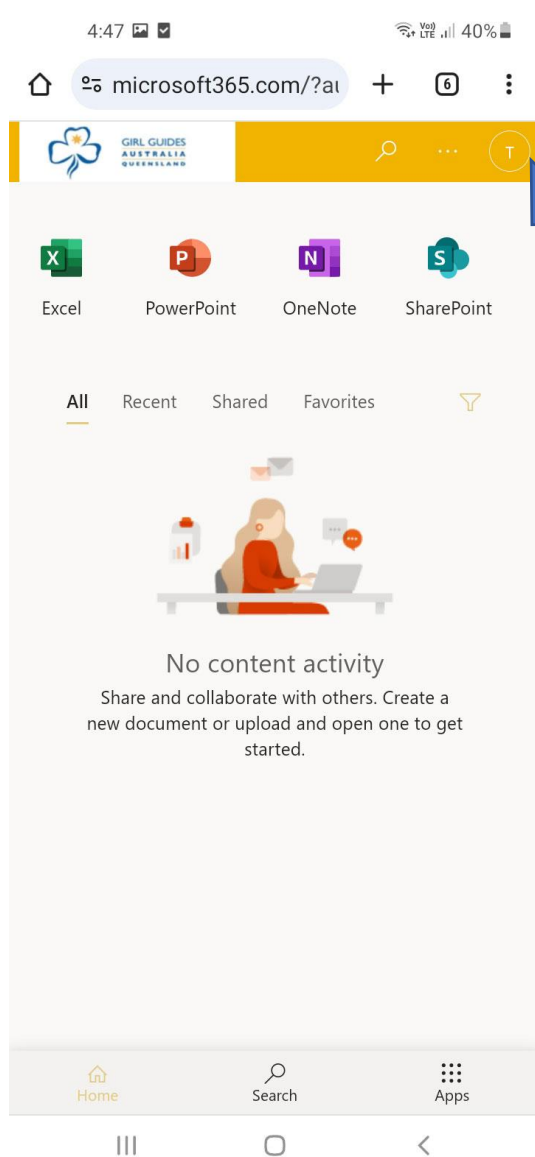 4:47 Vo)) LTE 40%
microsoft365.com/?au 6
GIRL GUIDES
AUSTRALIA
QUEENSLAND
T
X P N S
Excel PowerPoint OneNote SharePoint
All Recent Shared Favorites
No content activity
Share and collaborate with others. Create a
new document or upload and open one to get
started.
Home Search Apps